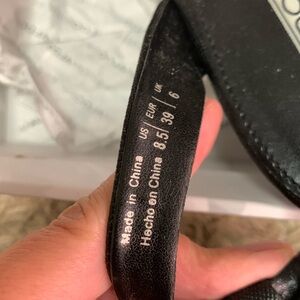 US | EUR | UK
8.5 | 39 | 6
Made in China
Hecho en China